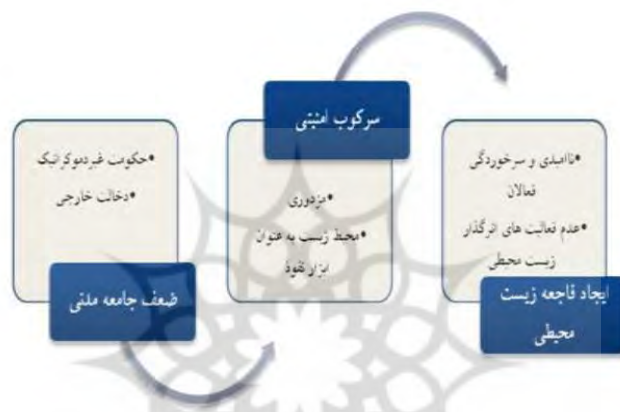 •حکومت غیردموکراتیک
•دخالت خارجی
ضعف جامعه مدنی
سرکوب امنیتی
•مزدوری
•محیط زیست به عنوان
ابزار نفوذ
•ناامیدی و سرخوردگی
فعالان
•عدم فعالیت های اثرگذار
زیست محیطی
ایجاد فاجعه زیست
محیطی